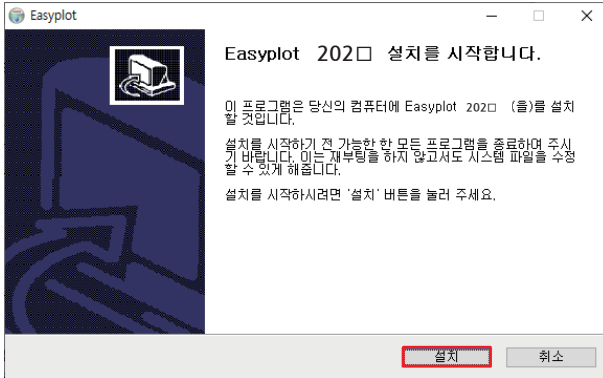 Easyplot
Easyplot 202□ 설치를 시작합니다.
이 프로그램은 당신의 컴퓨터에 Easyplot 202□ (을)를 설치
할 것입니다.
설치를 시작하기 전 가능한 한 모든 프로그램을 종료하여 주시
기 바랍니다. 이는 재부팅을 하지 않고서도 시스템 파일을 수정
할 수 있게 해줍니다.
설치를 시작하시려면 '설치' 버튼을 눌러 주세요.
설치 취소